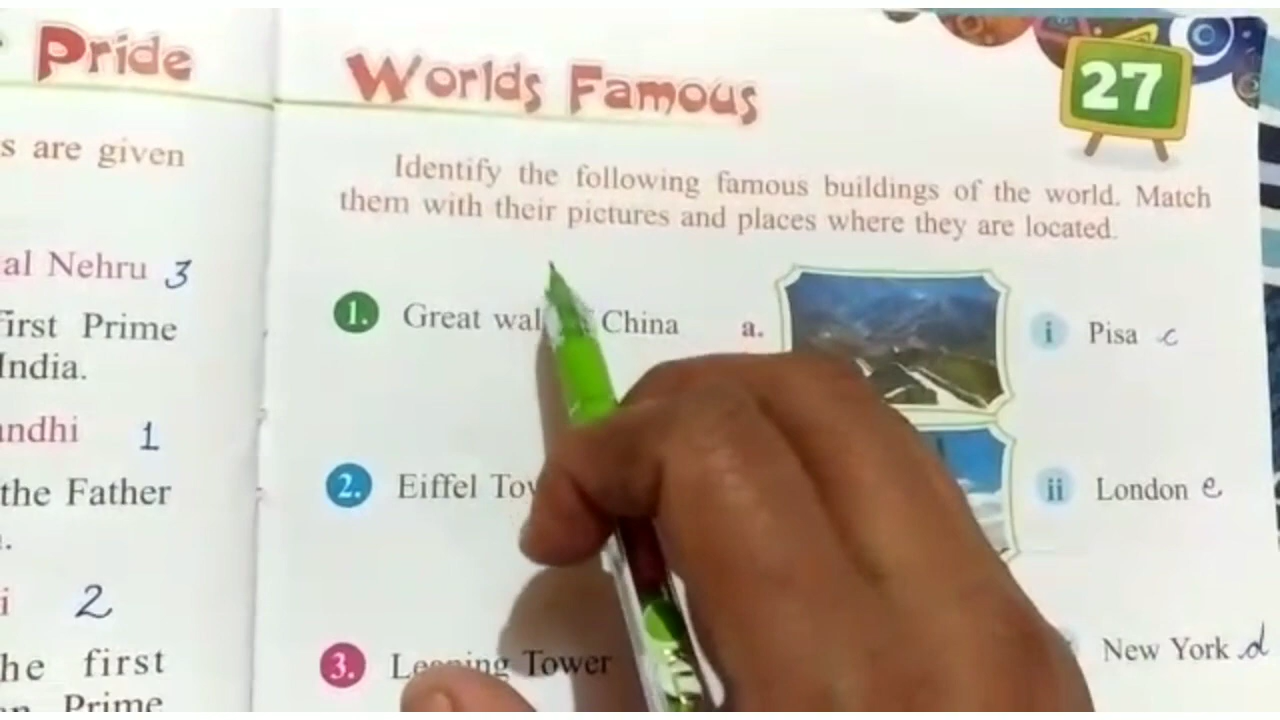 Pride
s are given
al Nehru 3
first Prime
India.
andhi 1
the Father
i 2
he first
Prime
Worlds Famous
27
Identify the following famous buildings of the world. Match
them with their pictures and places where they are located.
1. Great wal China a. i Pisa c
2. Eiffel ii London e
3. Tower New York d